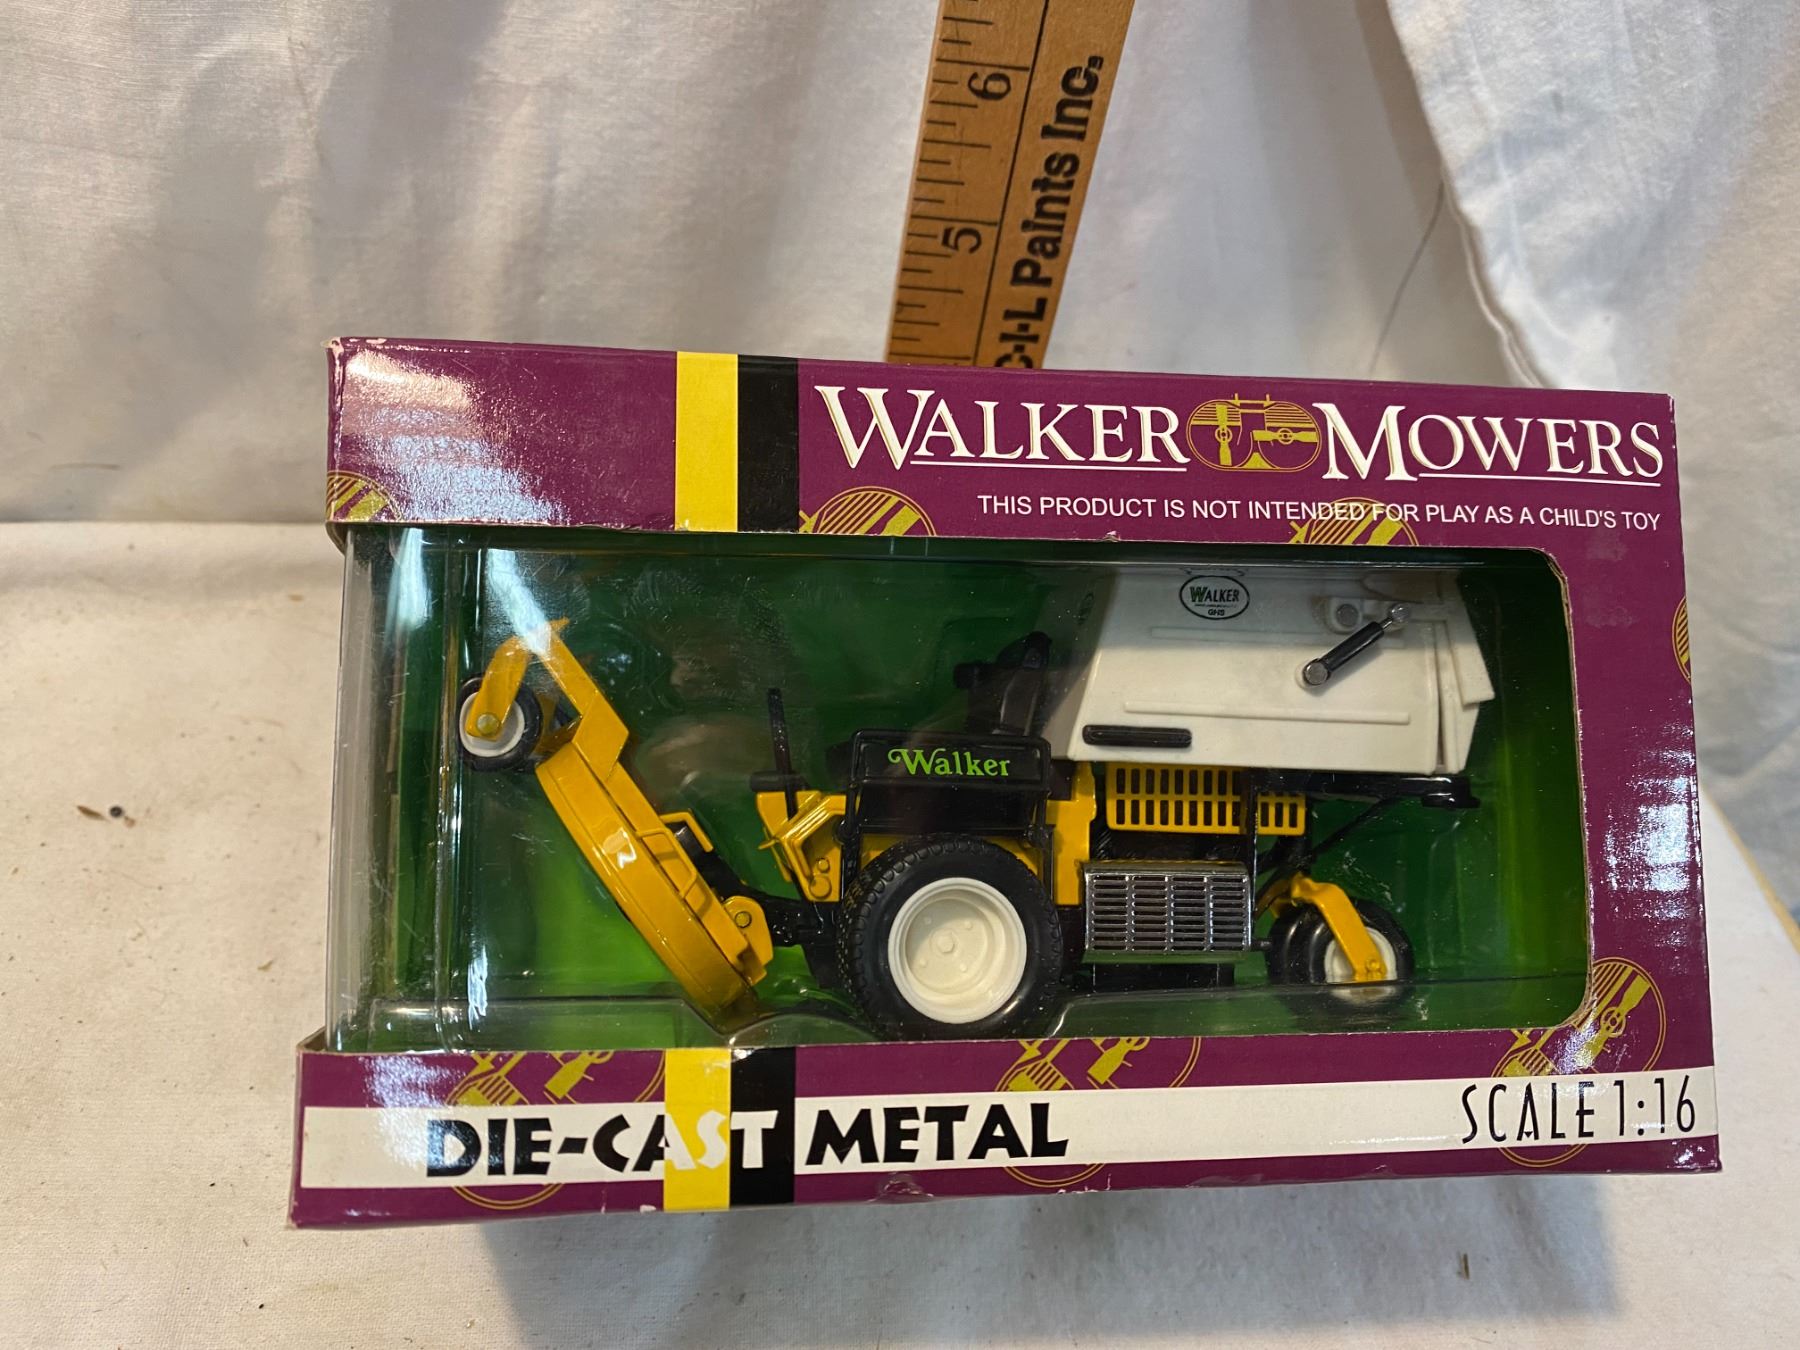 6
5
C-I-L Paints Inc.
WALKER MOWERS
THIS PRODUCT IS NOT INTENDED FOR PLAY AS A CHILD'S TOY
WALKER
GHS
Walker
DIE-CAST METAL
SCALE 1:16